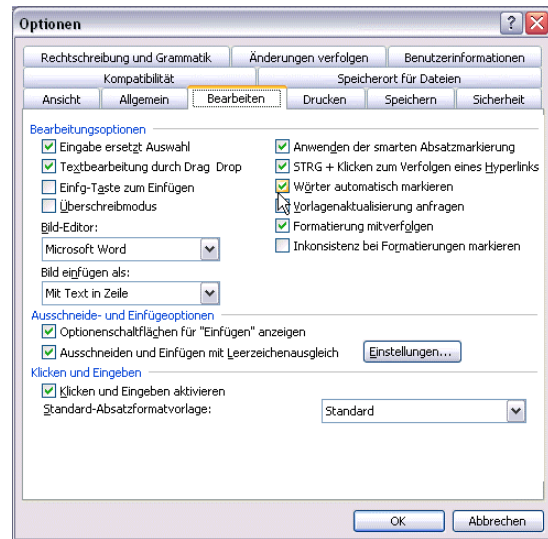 Optionen
Rechtschreibung und Grammatik
Änderungen verfolgen
Benutzerinformationen
Kompatibilität
Speicherort für Dateien
Ansicht
Allgemein
Bearbeiten
Drucken
Speichern
Sicherheit
Bearbeitungsoptionen
Eingabe ersetzt Auswahl
Textbearbeitung durch Drag Drop
Einfg-Taste zum Einfügen
Überschreibmodus
Bild-Editor:
Microsoft Word
Bild einfügen als:
Mit Text in Zeile
Anwenden der smarten Absatzmarkierung
STRG + Klicken zum Verfolgen eines Hyperlinks
Wörter automatisch markieren
Vorlagenaktualisierung anfragen
Formatierung mitverfolgen
Inkonsistenz bei Formatierungen markieren
Ausschneide- und Einfügeoptionen
Optionenschaltflächen für "Einfügen" anzeigen
Ausschneiden und Einfügen mit Leerzeichenausgleich
Einstellungen...
Klicken und Eingeben
Klicken und Eingeben aktivieren
Standard-Absatzformatvorlage:
Standard
OK
Abbrechen